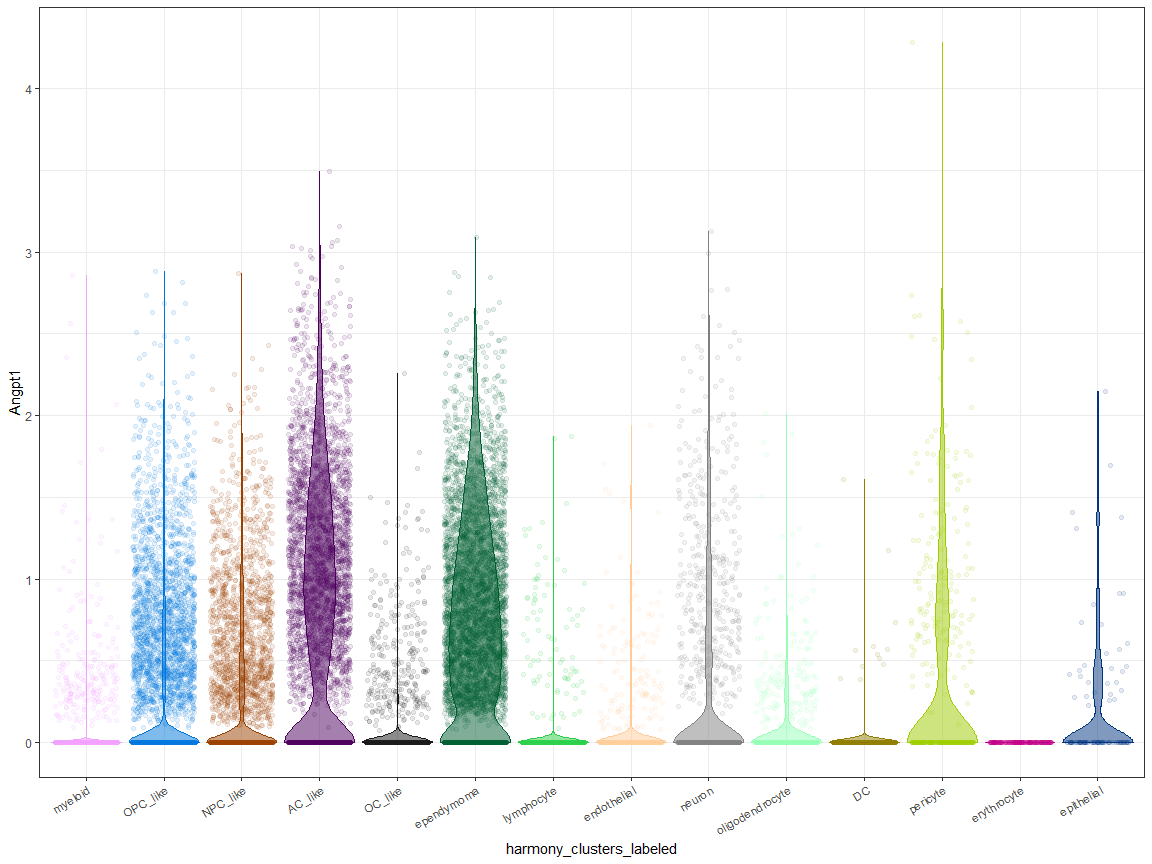 Angpt1
4
3
2
1
0
myeloid
OPC_like
NPC_like
AC_like
OC_like
ependymoma
lymphocyte
endothelial
neuron
oligodendrocyte
DC
pericyte
erythrocyte
epithelial
harmony_clusters_labeled